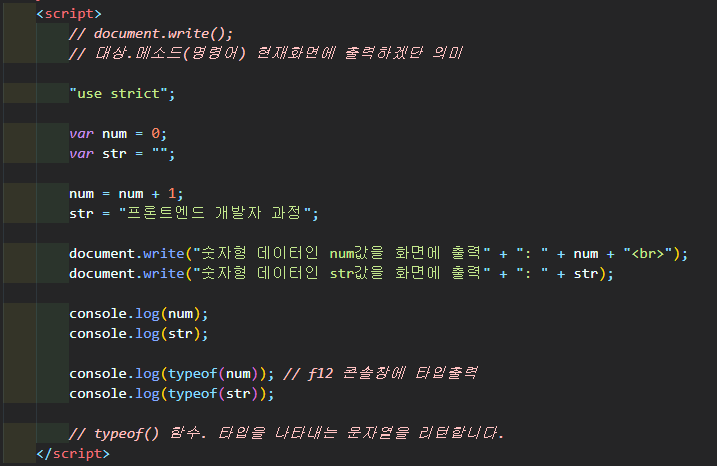 <script>
// document.write();
// 대상.메소드(명령어) 현재화면에 출력하겠단 의미
"use strict";
var num = 0;
var str = "";
num = num + 1;
str = "프론트엔드 개발자 과정";
document.write("숫자형 데이터인 num값을 화면에 출력" + ": " + num + "<br>");
document.write("숫자형 데이터인 str값을 화면에 출력" + ": " + str);
console.log(num);
console.log(str);
console.log(typeof(num)); // f12 콘솔창에 타입출력
console.log(typeof(str));
// typeof() 함수. 타입을 나타내는 문자열을 리턴합니다.
</script>